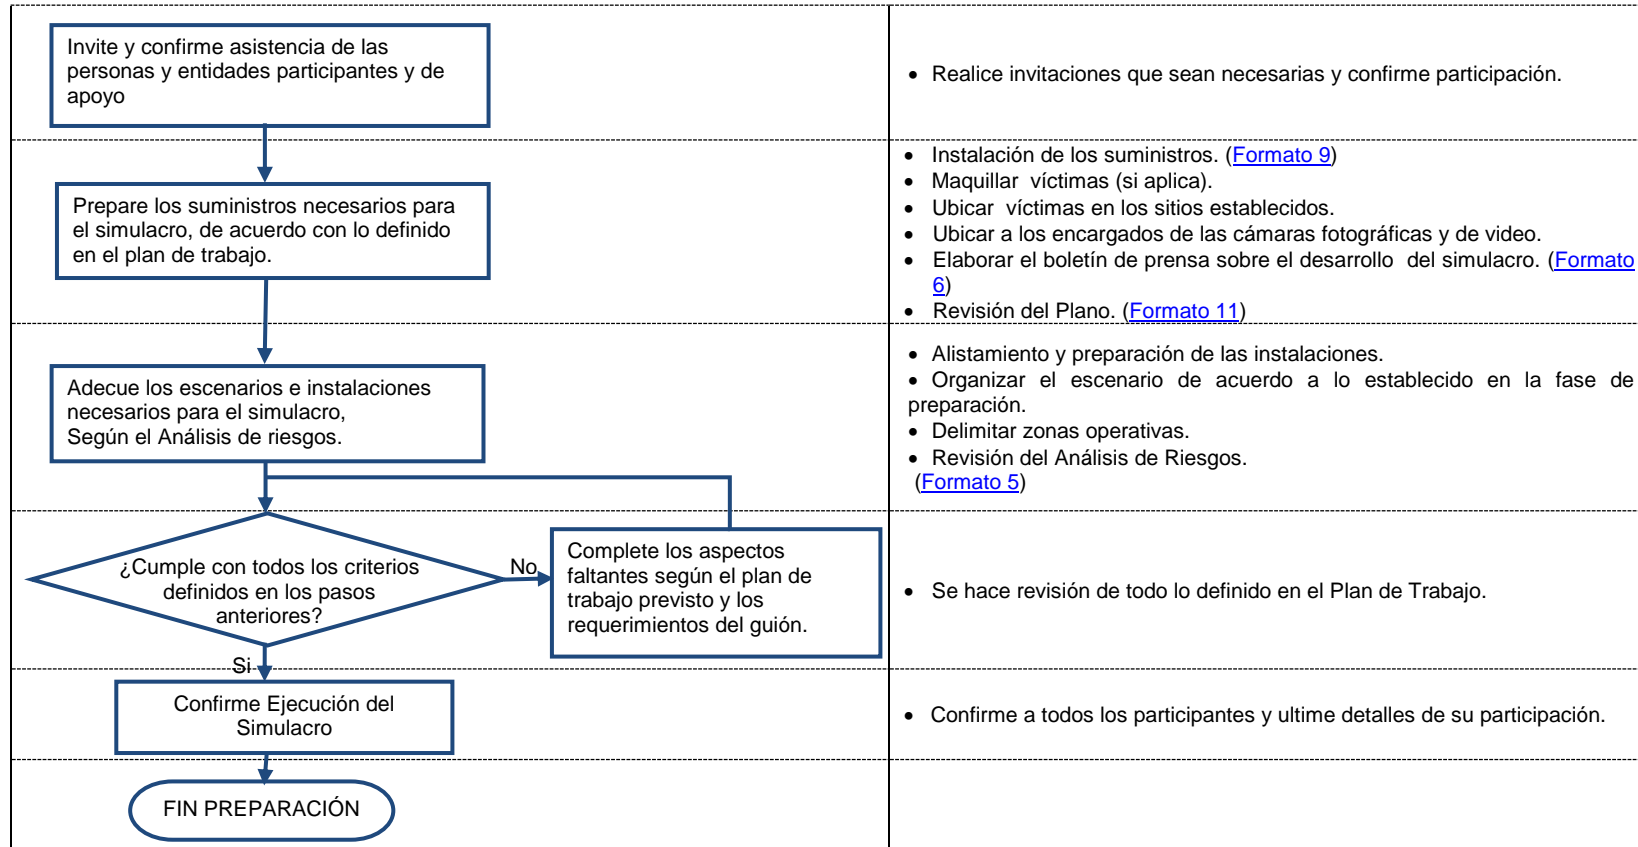 Invite y confirme asistencia de las
personas y entidades participantes y de
apoyo
• Realice invitaciones que sean necesarias y confirme participación.
Prepare los suministros necesarios para
el simulacro, de acuerdo con lo definido
en el plan de trabajo.
• Instalación de los suministros. (Formato 9)
• Maquillar víctimas (si aplica).
• Ubicar víctimas en los sitios establecidos.
• Ubicar a los encargados de las cámaras fotográficas y de video.
• Elaborar el boletín de prensa sobre el desarrollo del simulacro. (Formato
6)
• Revisión del Plano. (Formato 11)
Adecue los escenarios e instalaciones
necesarios para el simulacro,
Según el Análisis de riesgos.
• Alistamiento y preparación de las instalaciones.
• Organizar el escenario de acuerdo a lo establecido en la fase de
preparación.
• Delimitar zonas operativas.
• Revisión del Análisis de Riesgos.
(Formato 5)
¿Cumple con todos los criterios
definidos en los pasos
anteriores?
No
Complete los aspectos
faltantes según el plan de
trabajo previsto y los
requerimientos del guión.
• Se hace revisión de todo lo definido en el Plan de Trabajo.
Si
Confirme Ejecución del
Simulacro
• Confirme a todos los participantes y ultime detalles de su participación.
FIN PREPARACIÓN